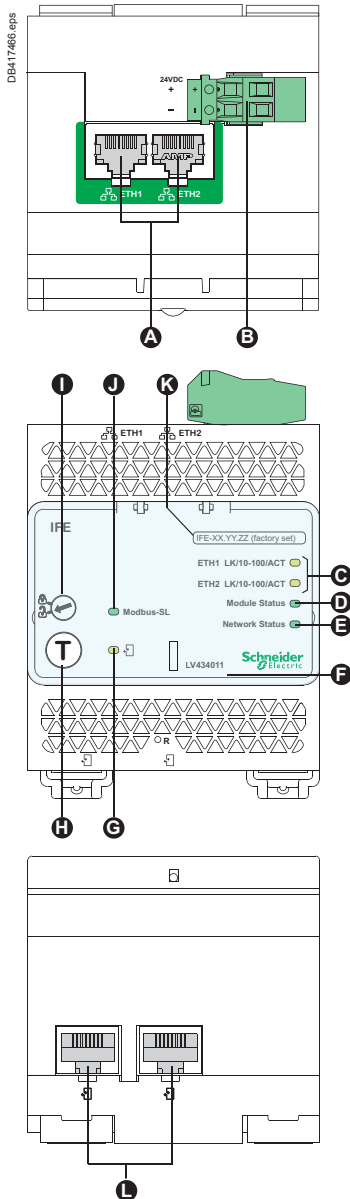 DB417466.eps
24VDC
+ +
– –
AMP
ETH1 ETH2
A B
I J K
ETH1 ETH2
IFE
IFE-XX.YY.ZZ (factory set)
ETH1 LK/10-100/ACT
C
ETH2 LK/10-100/ACT
Modbus-SL
Module Status D
Network Status E
T
Schneider
Electric
LV434011
F
R
H G
L